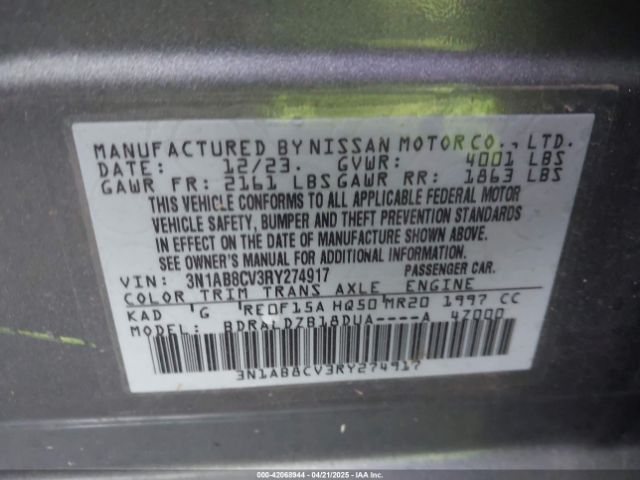 MANUFACTURED BY NISSAN MOTOR CO., LTD.
DATE: 12/23. GVWR: 4001 LBS
GAWR FR: 2161 LBS GAWR RR: 1863 LBS
THIS VEHICLE CONFORMS TO ALL APPLICABLE FEDERAL MOTOR
VEHICLE SAFETY, BUMPER AND THEFT PREVENTION STANDARDS
IN EFFECT ON THE DATE OF MANUFACTURE SHOWN ABOVE.
SEE OWNER'S MANUAL FOR ADDITIONAL INFORMATION
VIN: 3N1AB8CV3RY274917 PASSENGER CAR.
COLOR TRIM TRANS AXLE ENGINE
KAD 'G 'RE0F15A HQ50 MR20 1997 CC
MODEL: BDRALDZB18DUA----A 47000
3N1AB8CV3RY274917
000-42068944 - 04/21/2025 - IAA Inc.